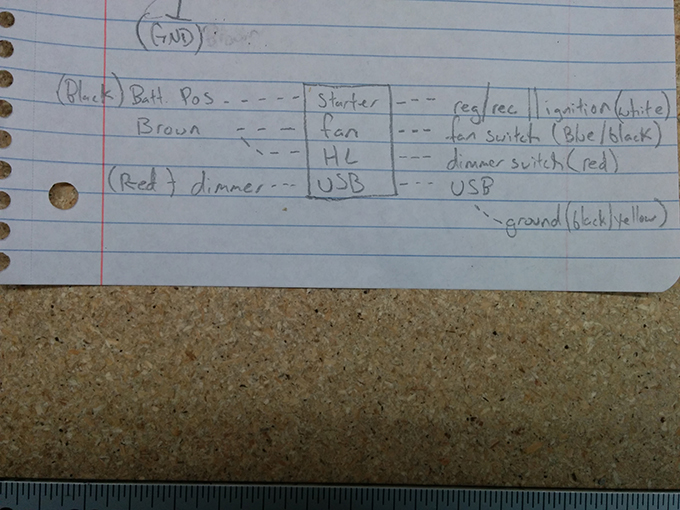 (GND)
(Black) Batt. Pos ----- Starter --- reg/rec || ignition (white)
Brown --- fan --- fan switch (Blue/black)
-- HL --- dimmer switch (red)
(Red) dimmer --- USB --- USB
ground (black/yellow)